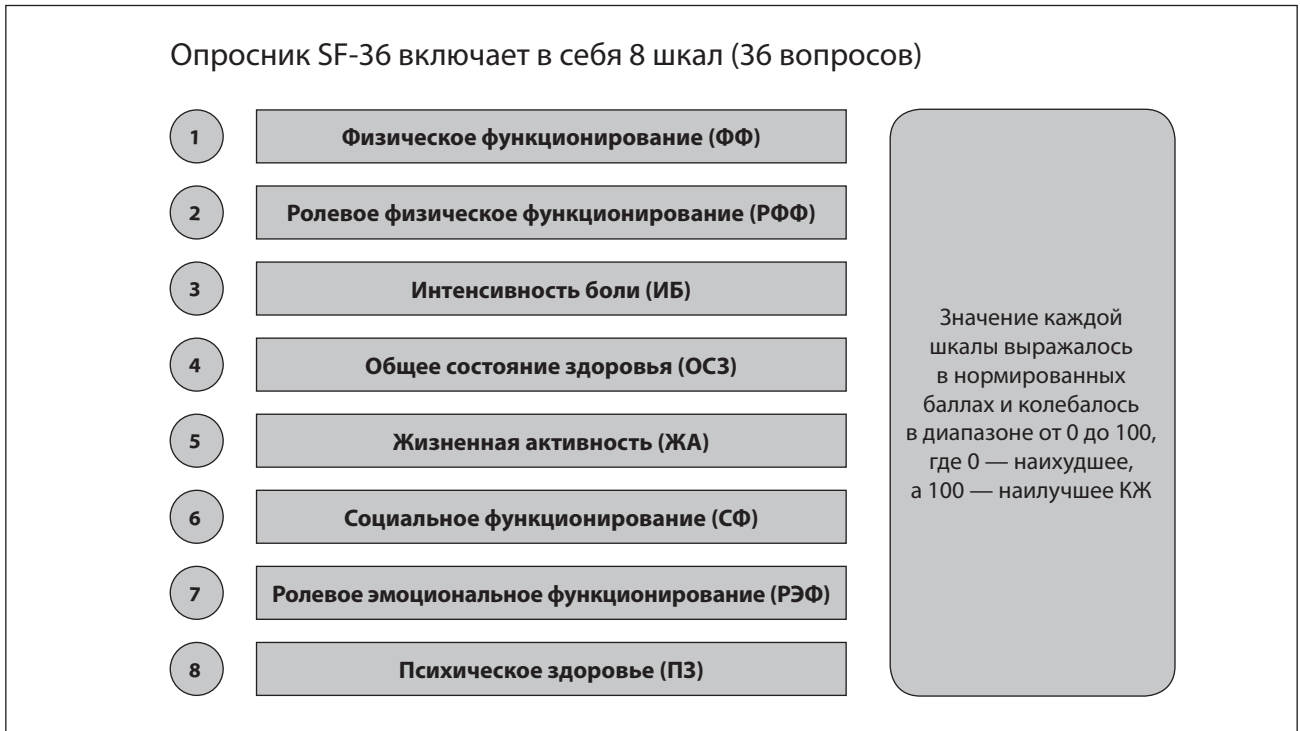 Опросник SF-36 включает в себя 8 шкал (36 вопросов)
1 Физическое функционирование (ФФ)
2 Ролевое физическое функционирование (РФФ)
3 Интенсивность боли (ИБ)
4 Общее состояние здоровья (ОСЗ)
5 Жизненная активность (ЖА)
6 Социальное функционирование (СФ)
7 Ролевое эмоциональное функционирование (РЭФ)
8 Психическое здоровье (ПЗ)
Значение каждой
шкалы выражалось
в нормированных
баллах и колебалось
в диапазоне от 0 до 100,
где 0 — наихудшее,
а 100 — наилучшее КЖ